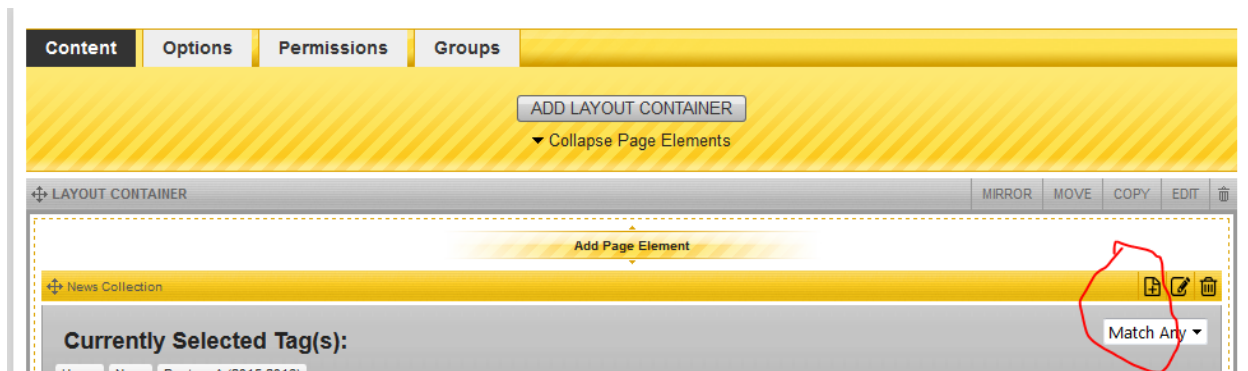 Content Options Permissions Groups
ADD LAYOUT CONTAINER
Collapse Page Elements
LAYOUT CONTAINER MIRROR MOVE COPY EDIT
Add Page Element
News Collection
Match Any
Currently Selected Tag(s):